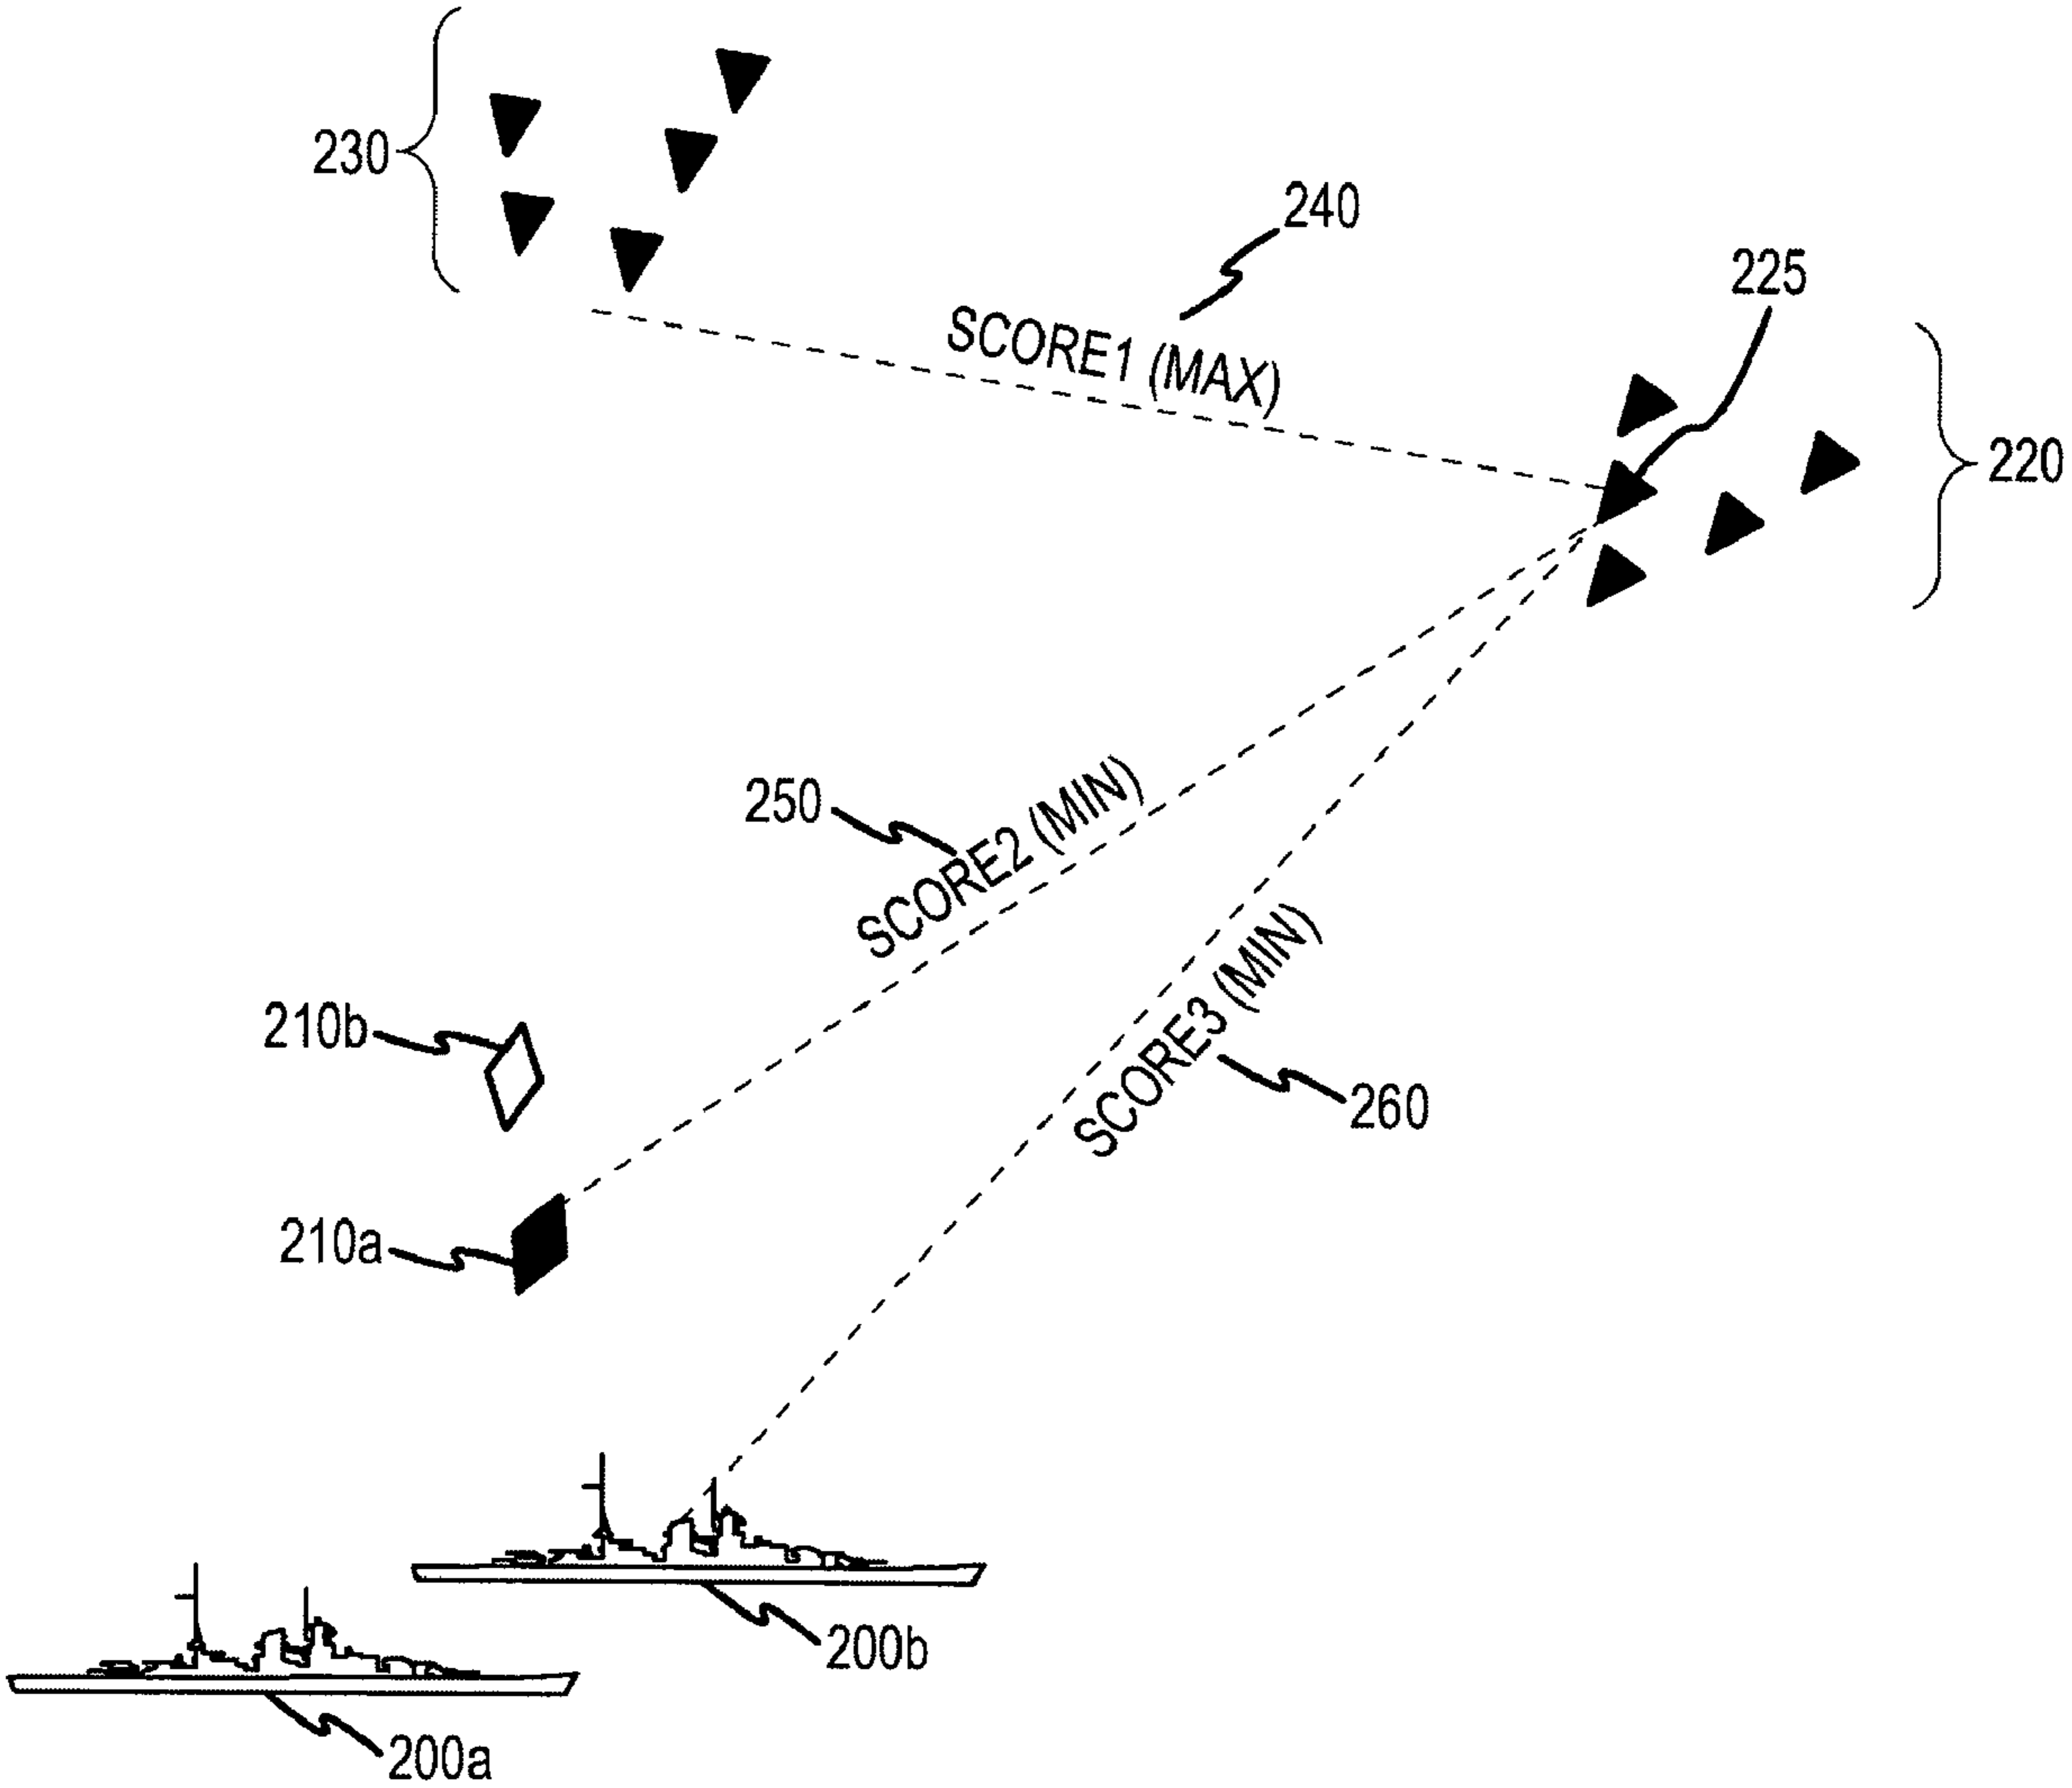 230
240
225
SCORE1 (MAX)
220
250
SCORE2 (MIN)
SCORE3 (MIN)
210b
260
210a
200b
200a